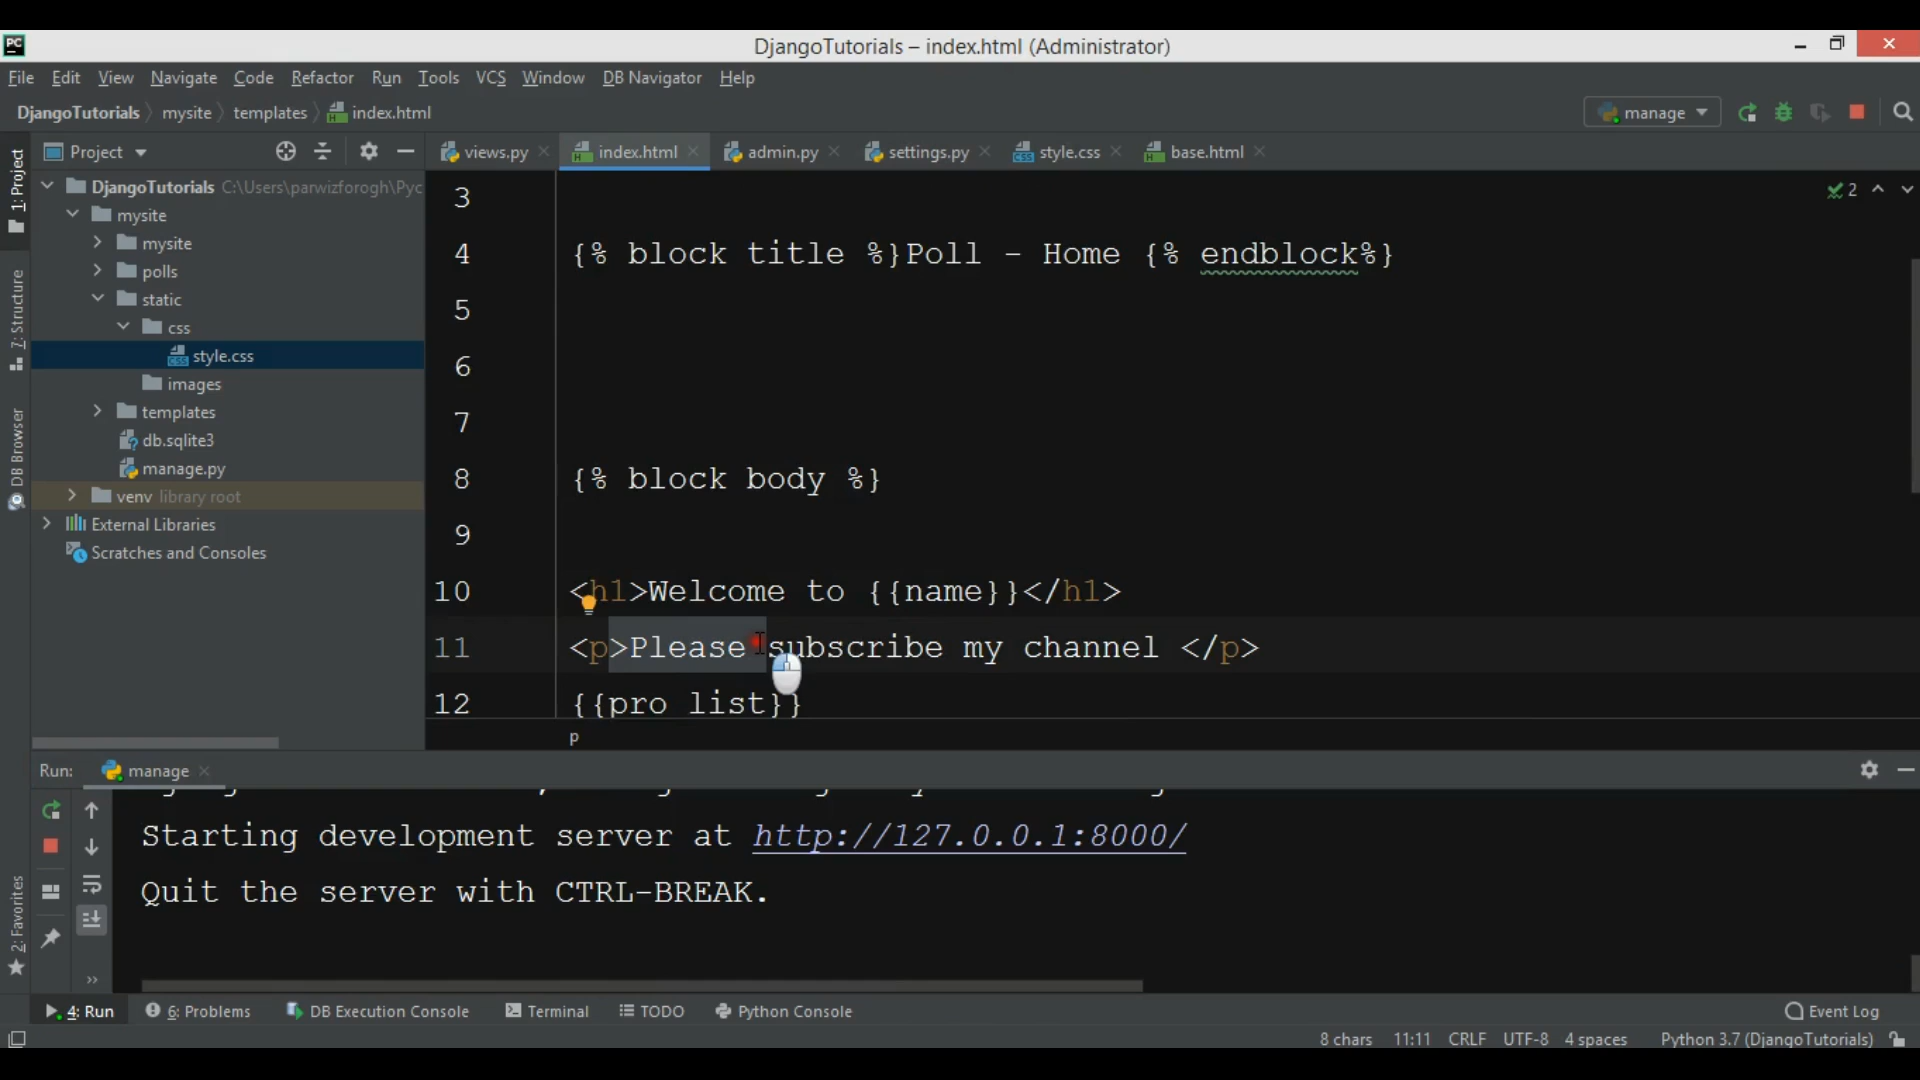 PC
DjangoTutorials – index.html (Administrator)
File Edit View Navigate Code Refactor Run Tools VCS Window DB Navigator Help
DjangoTutorials mysite templates index.html manage
1: Project
Project
views.py index.html admin.py settings.py style.css base.html
DjangoTutorials C:\Users\parwizforogh\Pyc
mysite
mysite
polls
static
css
style.css
images
templates
db.sqlite3
manage.py
venv library root
External Libraries
Scratches and Consoles
7: Structure
DB Browser
2: Favorites
2
3
4 {% block title %}Poll – Home {% endblock%}
5
6
7
8 {% block body %}
9
10 <h1>Welcome to {{name}}</h1>
11 <p>Please subscribe my channel </p>
12 {{pro list}}
p
Run: manage
Starting development server at http://127.0.0.1:8000/
Quit the server with CTRL-BREAK.
4: Run 6: Problems DB Execution Console Terminal TODO Python Console Event Log
8 chars 11:11 CRLF UTF-8 4 spaces Python 3.7 (DjangoTutorials)